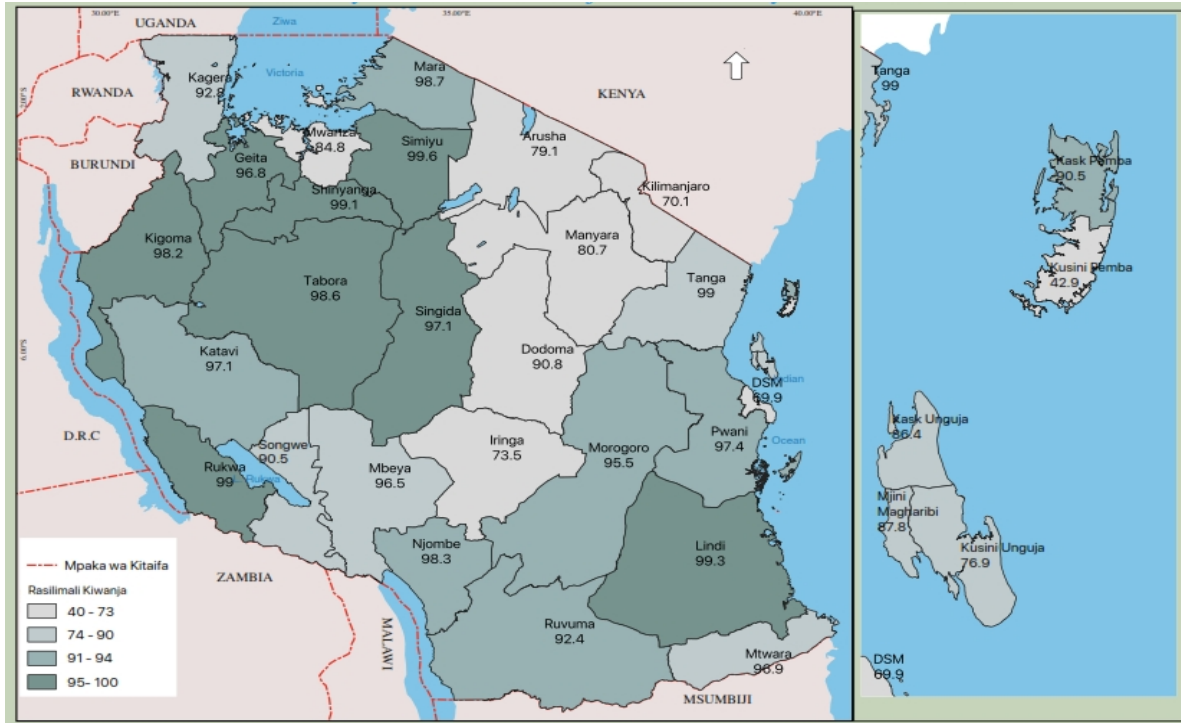 30.00°E
35.00°E
40.00°E
UGANDA
Ziwa
Victoria
Kagera
92.8
Mara
98.7
2.00°S
RWANDA
KENYA
Mwanza
84.8
Simiyu
99.6
Arusha
79.1
BURUNDI
Geita
96.8
Shinyanga
99.1
Kilimanjaro
70.1
Kigoma
98.2
Manyara
80.7
Tabora
98.6
Tanga
99
Singida
97.1
6.00°S
Katavi
97.1
Dodoma
90.8
DSM
69.9
Indian
D.R.C
Songwe
90.5
Iringa
73.5
Pwani
97.4
Ocean
Morogoro
95.5
Rukwa
99
L. Rukwa
Mbeya
96.5
Njombe
98.3
Lindi
99.3
ZAMBIA
Ruvuma
92.4
MALAWI
Mtwara
96.9
MSUMBIJI
Mpaka wa Kitaifa
Rasilimali Kiwanja
40 - 73
74 - 90
91 - 94
95- 100
Tanga
99
Kask Pemba
90.5
Kusini Pemba
42.9
Kask Unguja
86.4
Mjini
Magharibi
87.8
Kusini Unguja
76.9
DSM
69.9